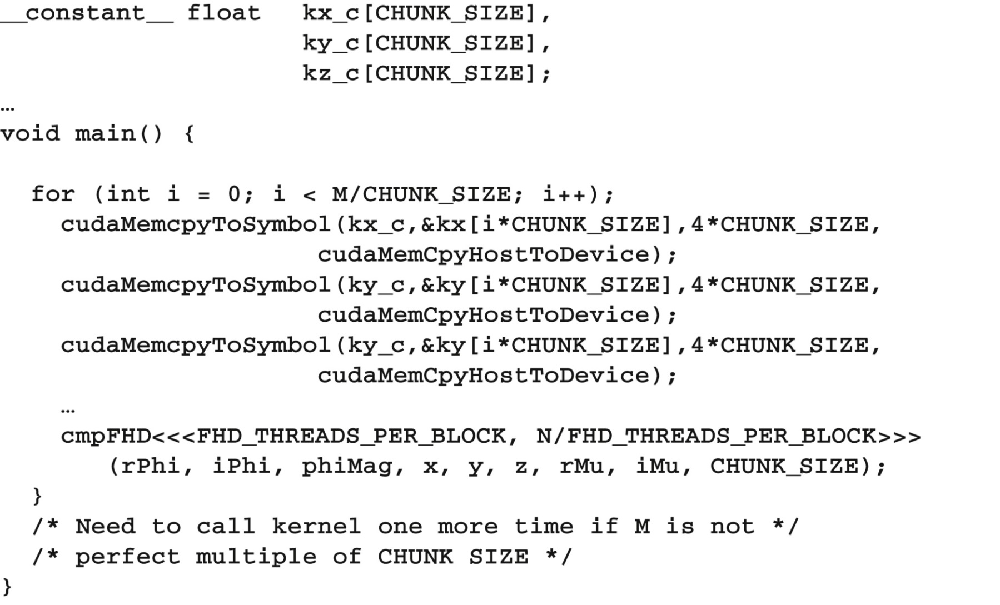 __constant__ float   kx_c[CHUNK_SIZE],
                     ky_c[CHUNK_SIZE],
                     kz_c[CHUNK_SIZE];
…
void main() {
   for (int i = 0; i < M/CHUNK_SIZE; i++);
      cudaMemcpyToSymbol(kx_c,&kx[i*CHUNK_SIZE],4*CHUNK_SIZE,
                         cudaMemCpyHostToDevice);
      cudaMemcpyToSymbol(ky_c,&ky[i*CHUNK_SIZE],4*CHUNK_SIZE,
                         cudaMemCpyHostToDevice);
      cudaMemcpyToSymbol(ky_c,&ky[i*CHUNK_SIZE],4*CHUNK_SIZE,
                         cudaMemCpyHostToDevice);
      …
      cmpFHD<<<FHD_THREADS_PER_BLOCK, N/FHD_THREADS_PER_BLOCK>>>
          (rPhi, iPhi, phiMag, x, y, z, rMu, iMu, CHUNK_SIZE);
   }
   /* Need to call kernel one more time if M is not */
   /* perfect multiple of CHUNK SIZE */
}